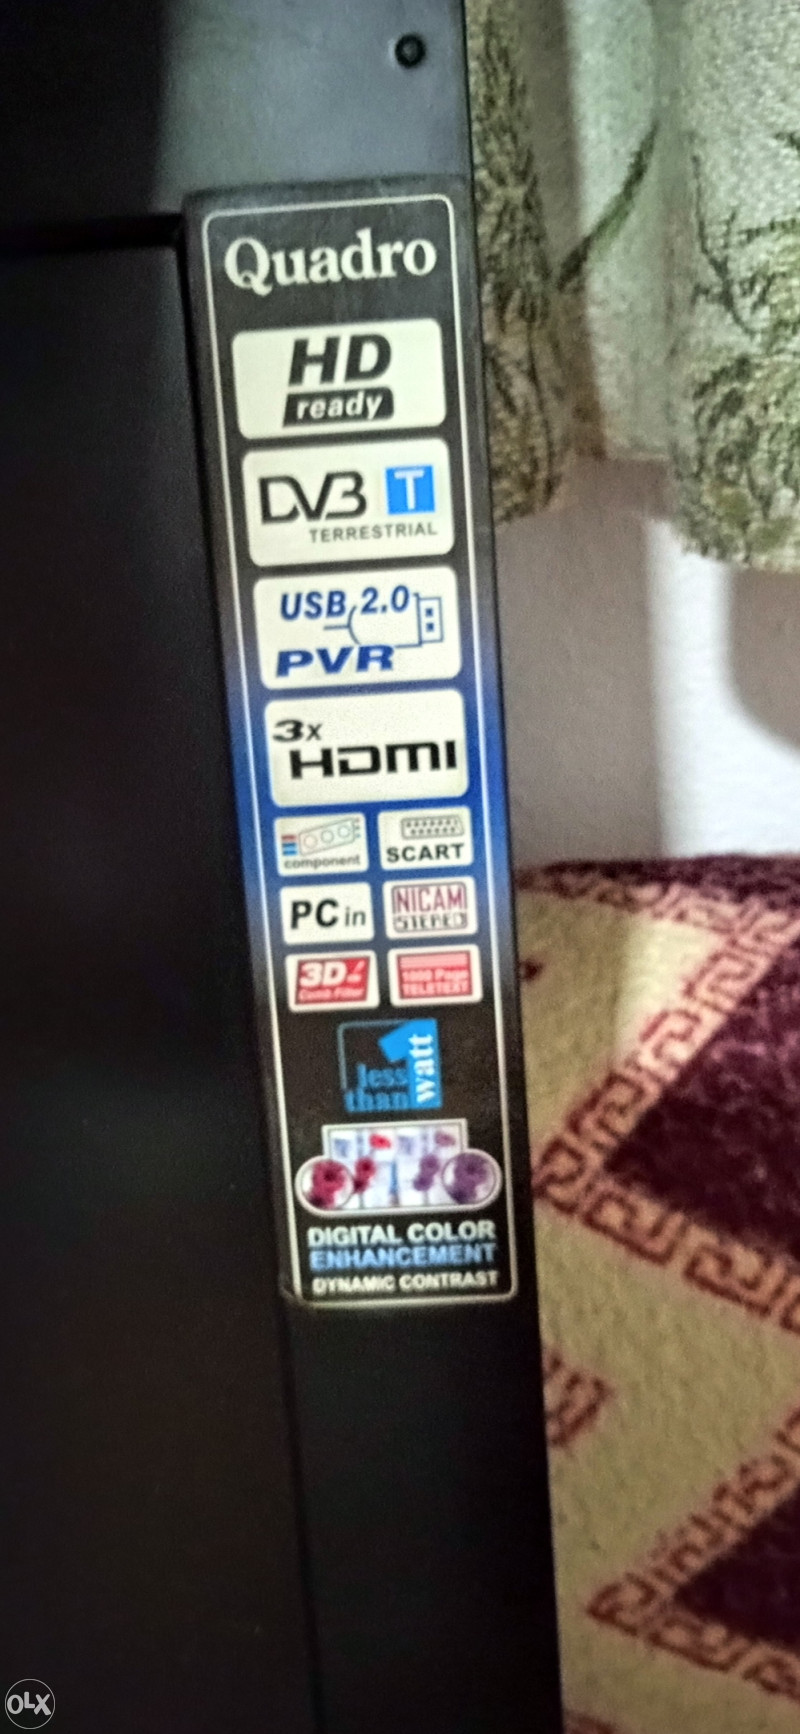 Quadro
HD
ready
DVB T
TERRESTRIAL
USB 2.0
PVR
3x
HDMI
component
SCART
PC in
NICAM
STEREO
3D
Comb Filter
1000 Page
TELETEXT
less
than
1
watt
DIGITAL COLOR
ENHANCEMENT
DYNAMIC CONTRAST
OLX